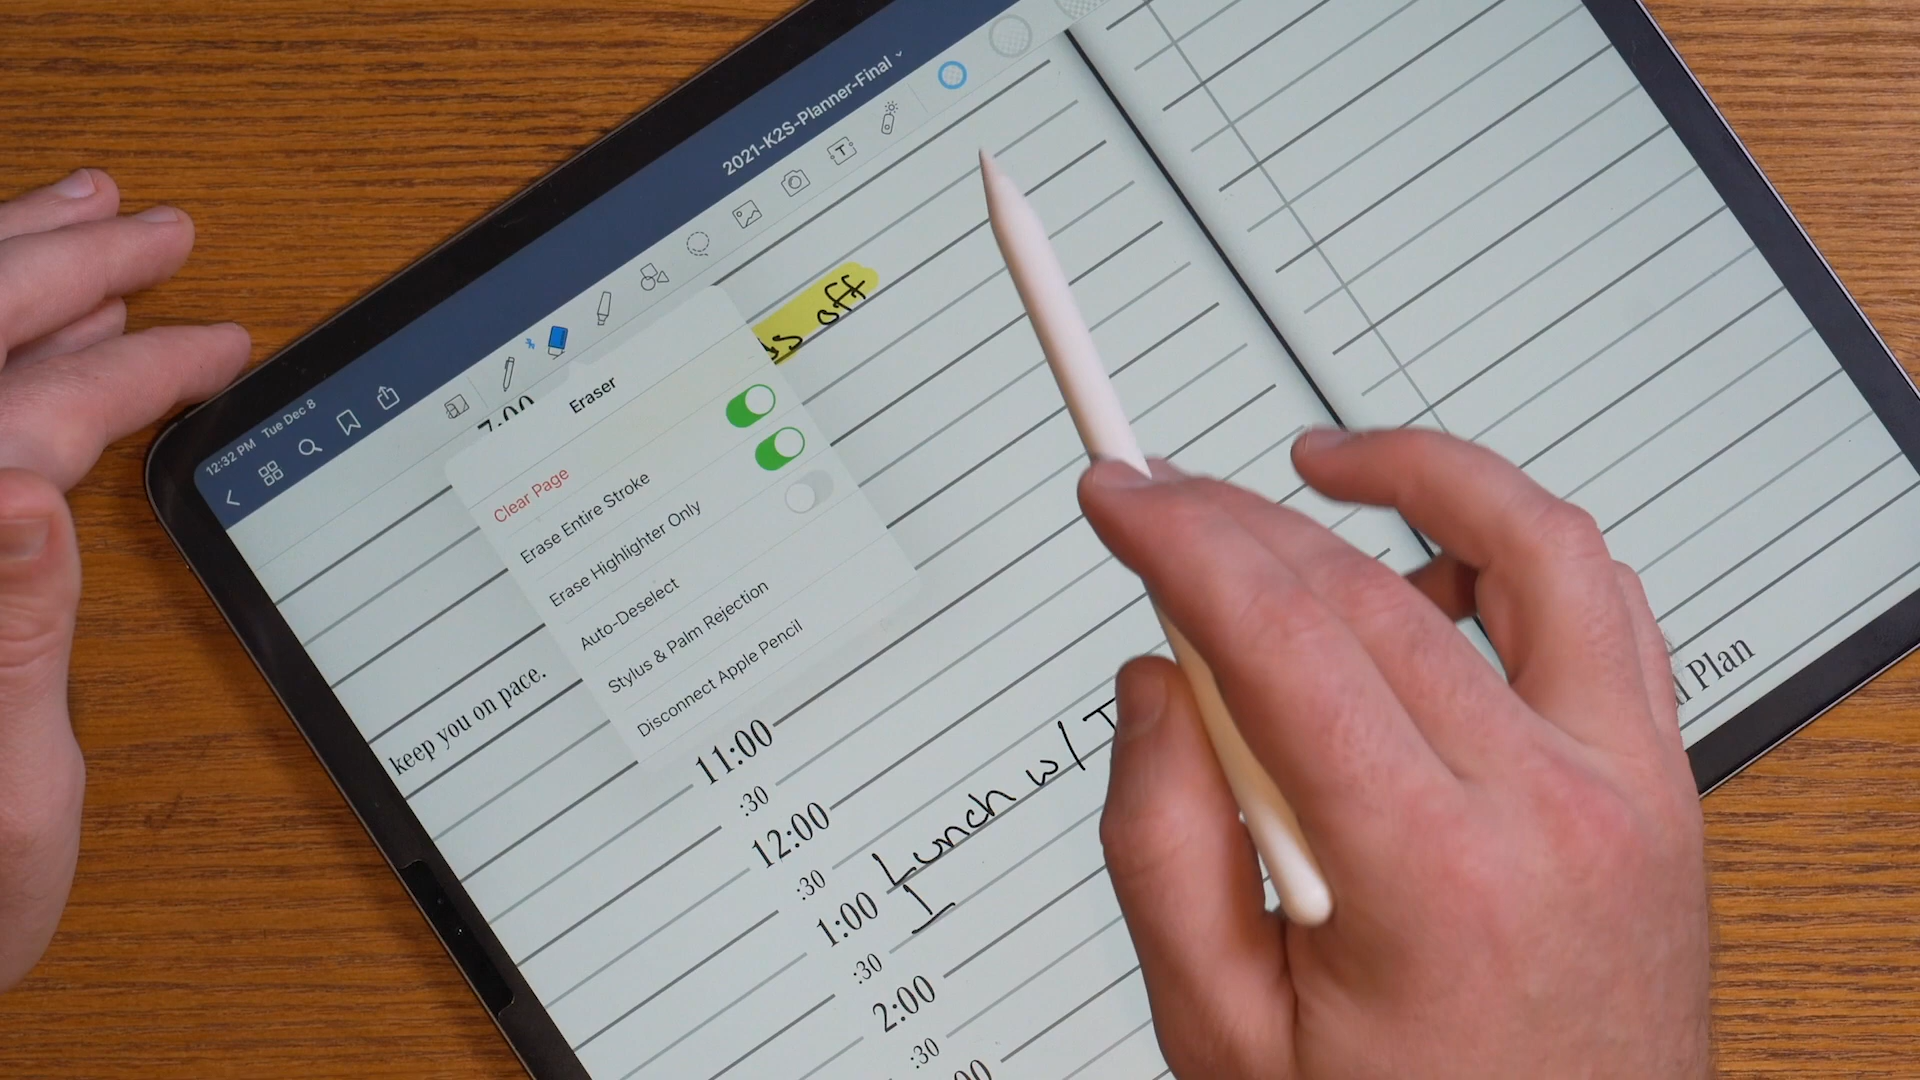 12:32 PM Tue Dec 8
2021-K2S-Planner-Final
T
7:00
off
Eraser
Clear Page
Erase Entire Stroke
Erase Highlighter Only
Auto-Deselect
Stylus & Palm Rejection
Disconnect Apple Pencil
keep you on pace.
11:00
:30
12:00
:30 Lunch w/ T
1:00 I
:30
2:00
:30
Plan